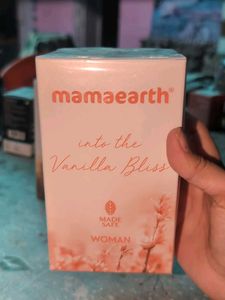 mamaearth®
into the
Vanilla Bliss
MADE
SAFE
WOMAN